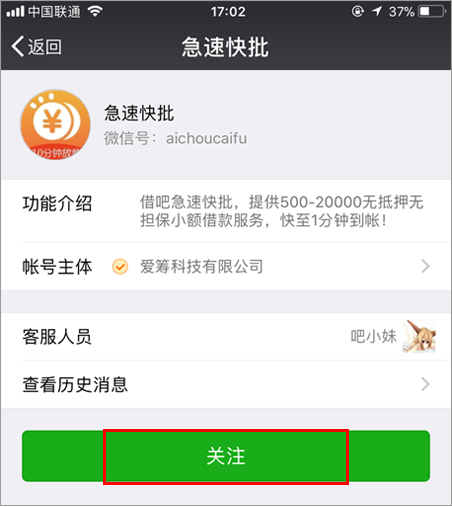 中国联通 17:02 37%
返回 急速快批
10分钟放款
急速快批
微信号：aichoucaifu
功能介绍 借吧急速快批，提供500-20000无抵押无
担保小额借款服务，快至1分钟到帐！
帐号主体 爱筹科技有限公司
客服人员 吧小妹
查看历史消息
关注